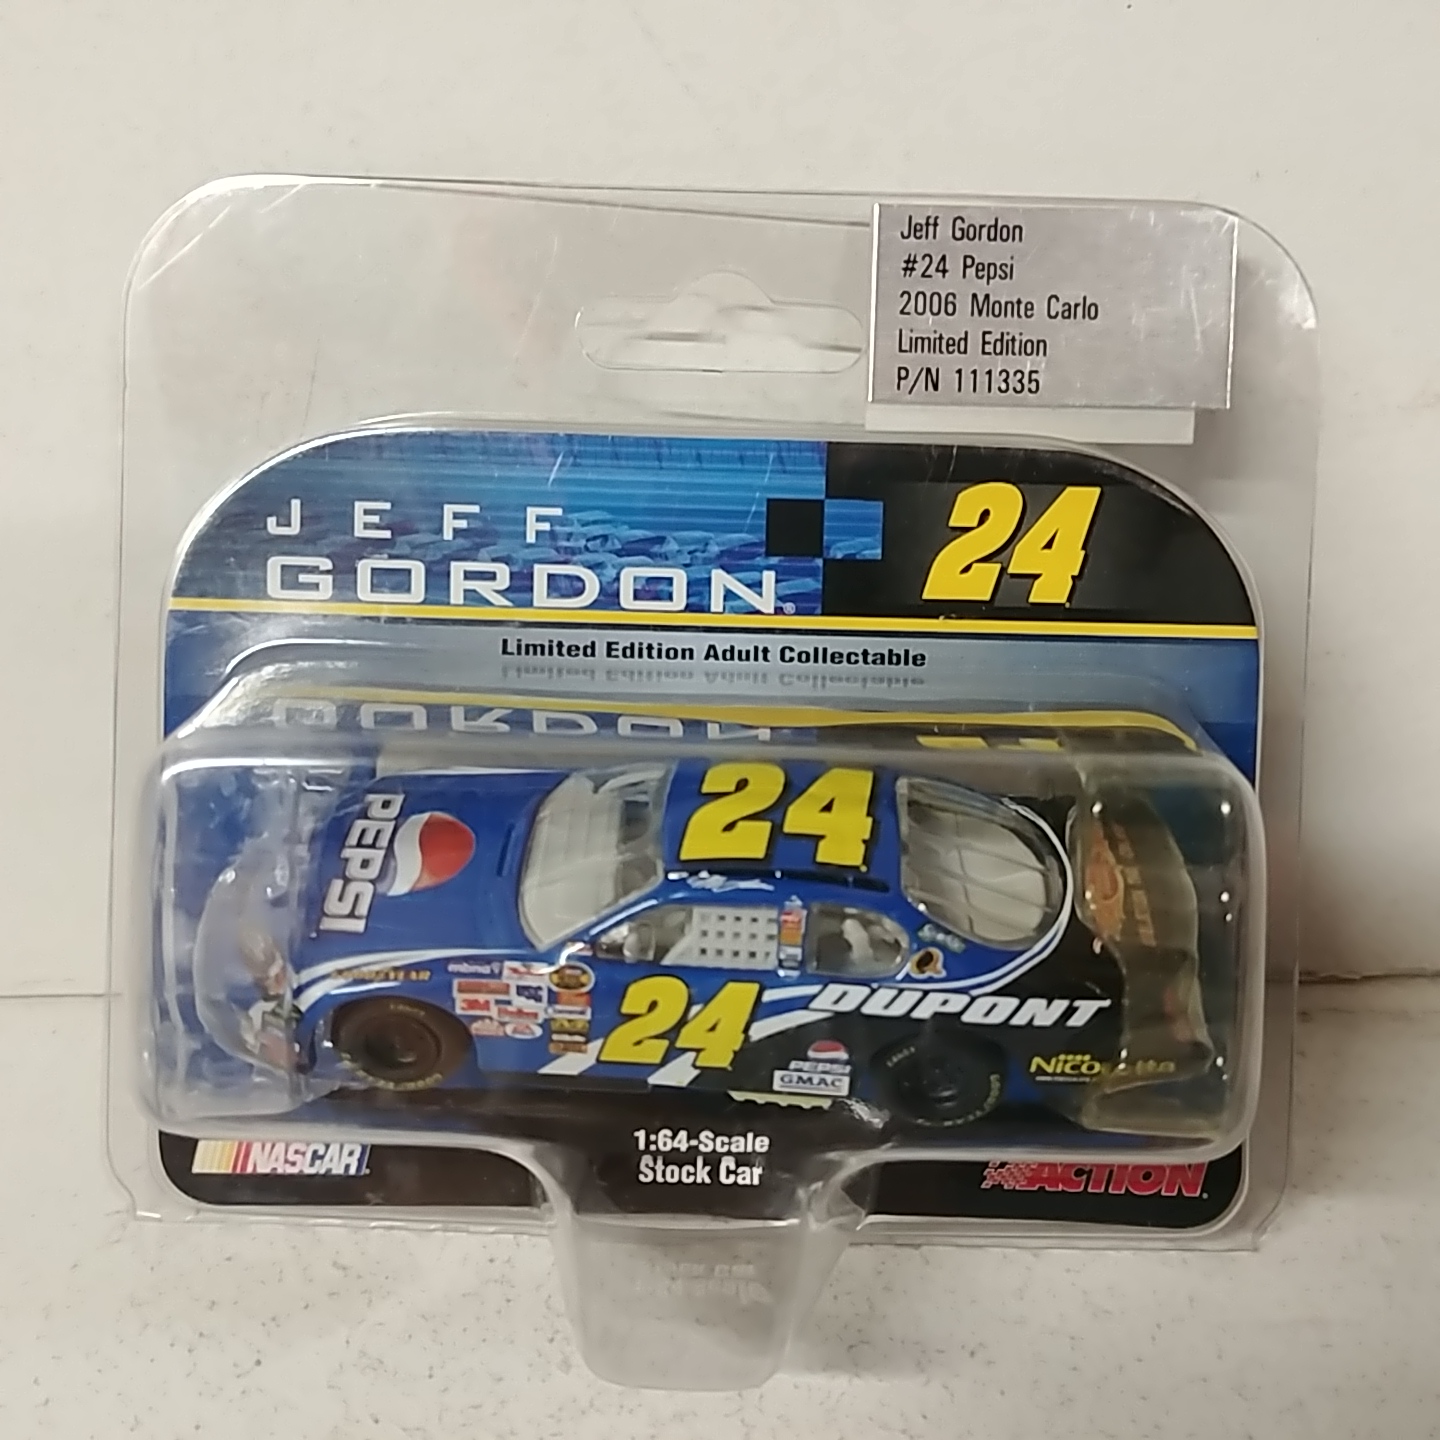 Jeff Gordon
#24 Pepsi
2006 Monte Carlo
Limited Edition
P/N 111335
JEFF
GORDON®
24
Limited Edition Adult Collectable
24
PEPSI
GOODYEAR
mbna
3M
24
DUPONT
PEPSI
GMAC
NASCAR
1:64-Scale
Stock Car
ACTION